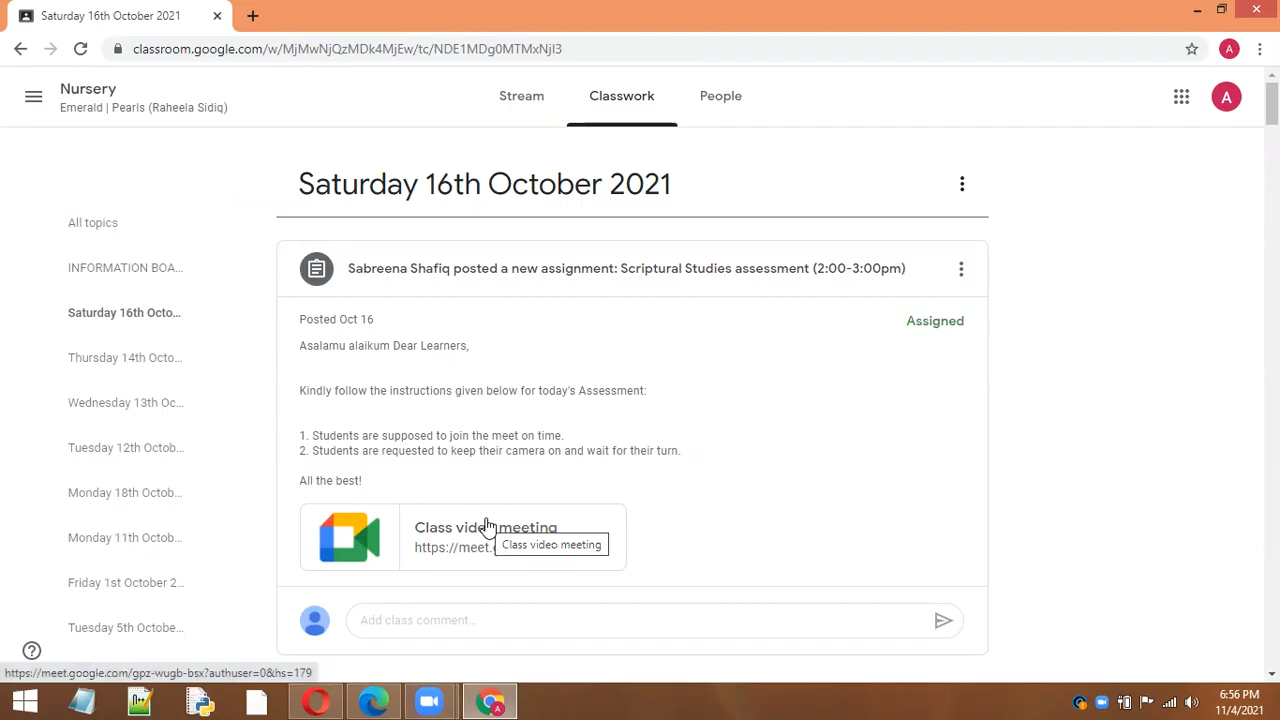 Saturday 16th October 2021
classroom.google.com/w/MjMwNjQzMDk4MjEw/tc/NDE1MDg0MTMxNjI3
A
Nursery
Emerald | Pearls (Raheela Sidiq)
Stream
Classwork
People
A
Saturday 16th October 2021
All topics
INFORMATION BOA...
Saturday 16th Octo...
Thursday 14th Octo...
Wednesday 13th Oc...
Tuesday 12th Octob...
Monday 18th Octob...
Monday 11th Octob...
Friday 1st October 2...
Tuesday 5th Octobe...
Sabreena Shafiq posted a new assignment: Scriptural Studies assessment (2:00-3:00pm)
Posted Oct 16
Assigned
Asalamu alaikum Dear Learners,
Kindly follow the instructions given below for today's Assessment:
1. Students are supposed to join the meet on time.
2. Students are requested to keep their camera on and wait for their turn.
All the best!
Class video meeting
https://meet.
Class video meeting
Add class comment...
https://meet.google.com/gpz-wugb-bsx?authuser=0&hs=179
6:56 PM
11/4/2021